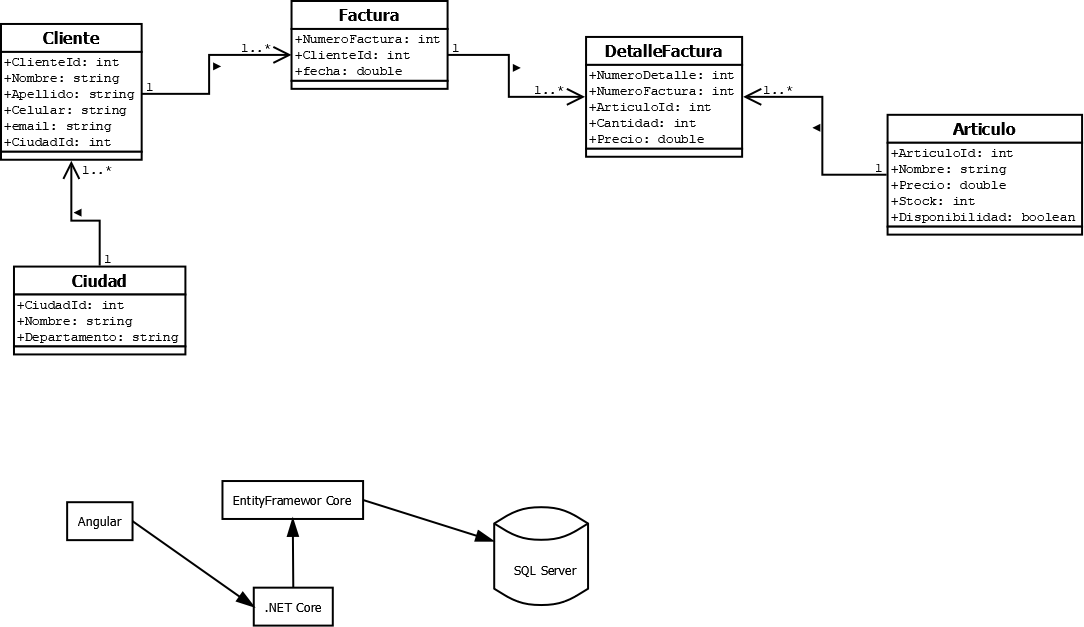 Cliente
+ClienteId: int
+Nombre: string
+Apellido: string
+Celular: string
+email: string
+CiudadId: int
1
1..*
Factura
+NumeroFactura: int
+ClienteId: int
+fecha: double
1
1..*
DetalleFactura
+NumeroDetalle: int
+NumeroFactura: int
+ArticuloId: int
+Cantidad: int
+Precio: double
1..*
1
Articulo
+ArticuloId: int
+Nombre: string
+Precio: double
+Stock: int
+Disponibilidad: boolean
1..*
1
Ciudad
+CiudadId: int
+Nombre: string
+Departamento: string
Angular
EntityFramewor Core
.NET Core
SQL Server